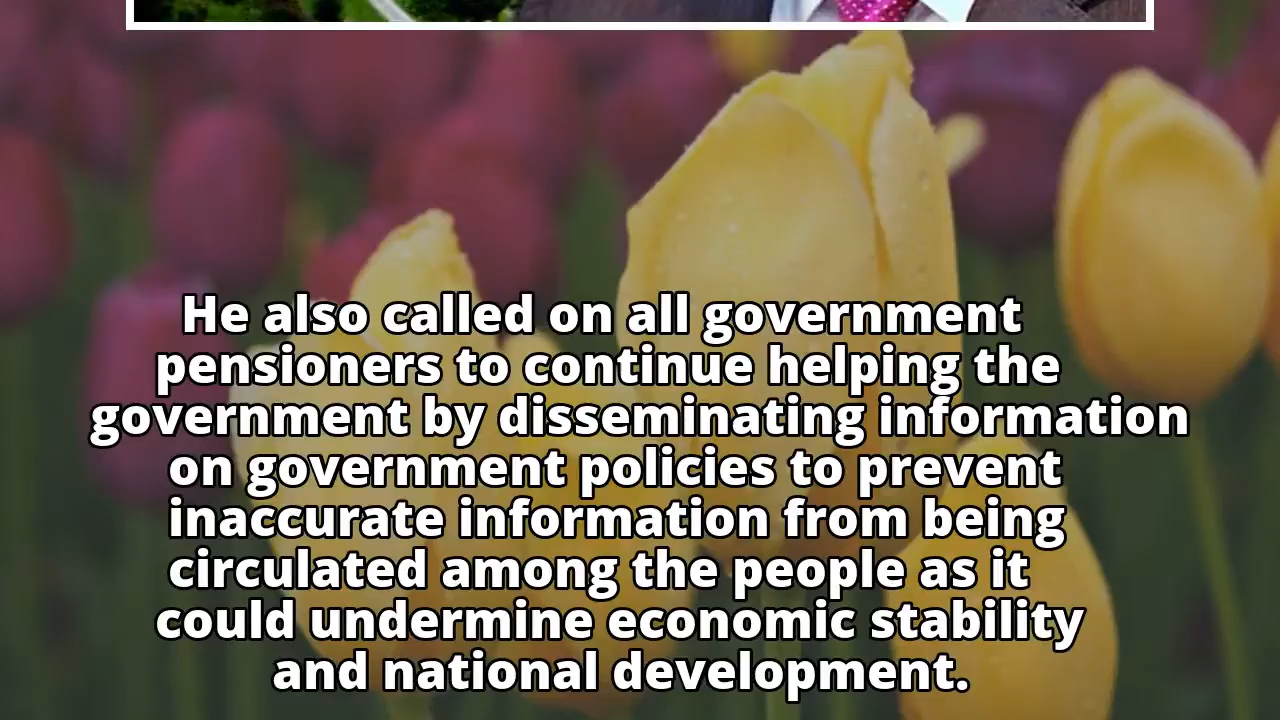 He also called on all government
pensioners to continue helping the
government by disseminating information
on government policies to prevent
inaccurate information from being
circulated among the people as it
could undermine economic stability
and national development.